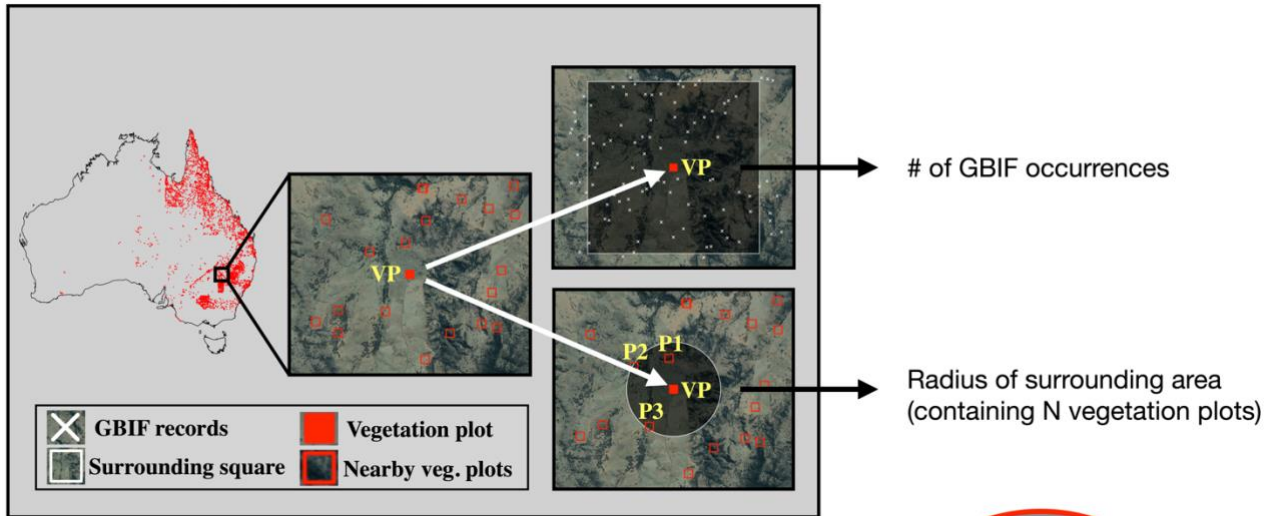 VP
# of GBIF occurrences
VP
P2 P1
VP
P3
Radius of surrounding area
(containing N vegetation plots)
GBIF records
Vegetation plot
Surrounding square
Nearby veg. plots